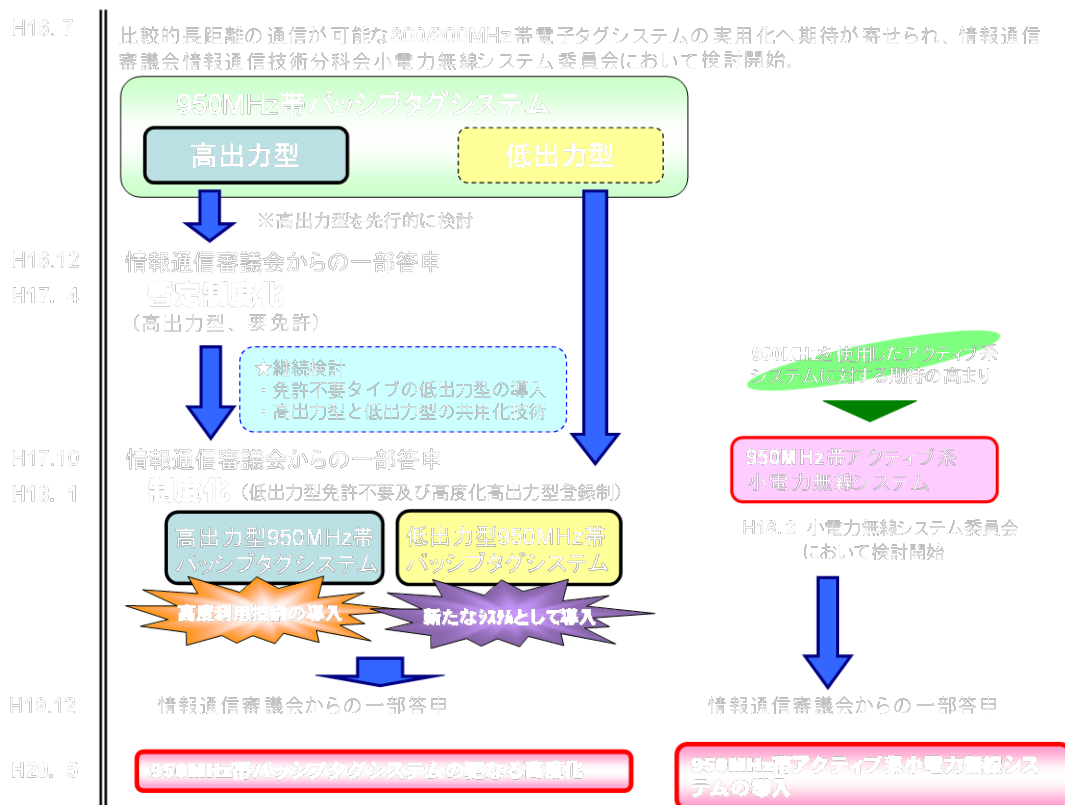 H16. 7
比較的長距離の通信が可能な800/900MHz帯電子タグシステムの実用化へ期待が寄せられ、情報通信
審議会情報通信技術分科会小電力無線システム委員会において検討開始。
950MHz帯パッシブタグシステム
高出力型
低出力型
※高出力型を先行的に検討
H16.12
情報通信審議会からの一部答申
H17. 4
暫定制度化
（高出力型、要免許）
★継続検討
・免許不要タイプの低出力型の導入
・高出力型と低出力型の共用化技術
950MHzを使用したアクティブ系
システムに対する期待の高まり
H17.10
情報通信審議会からの一部答申
950MHz帯アクティブ系
小電力無線システム
H18. 1
制度化（低出力型免許不要及び高度化高出力型登録制）
高出力型950MHz帯
パッシブタグシステム
低出力型950MHz帯
パッシブタグシステム
H18.2 小電力無線システム委員会
において検討開始
高度利用技術の導入
新たなシステムとして導入
H19.12
情報通信審議会からの一部答申
情報通信審議会からの一部答申
H20. 5
950MHz帯パッシブタグシステムの更なる高度化
950MHz帯アクティブ系小電力無線シス
テムの導入